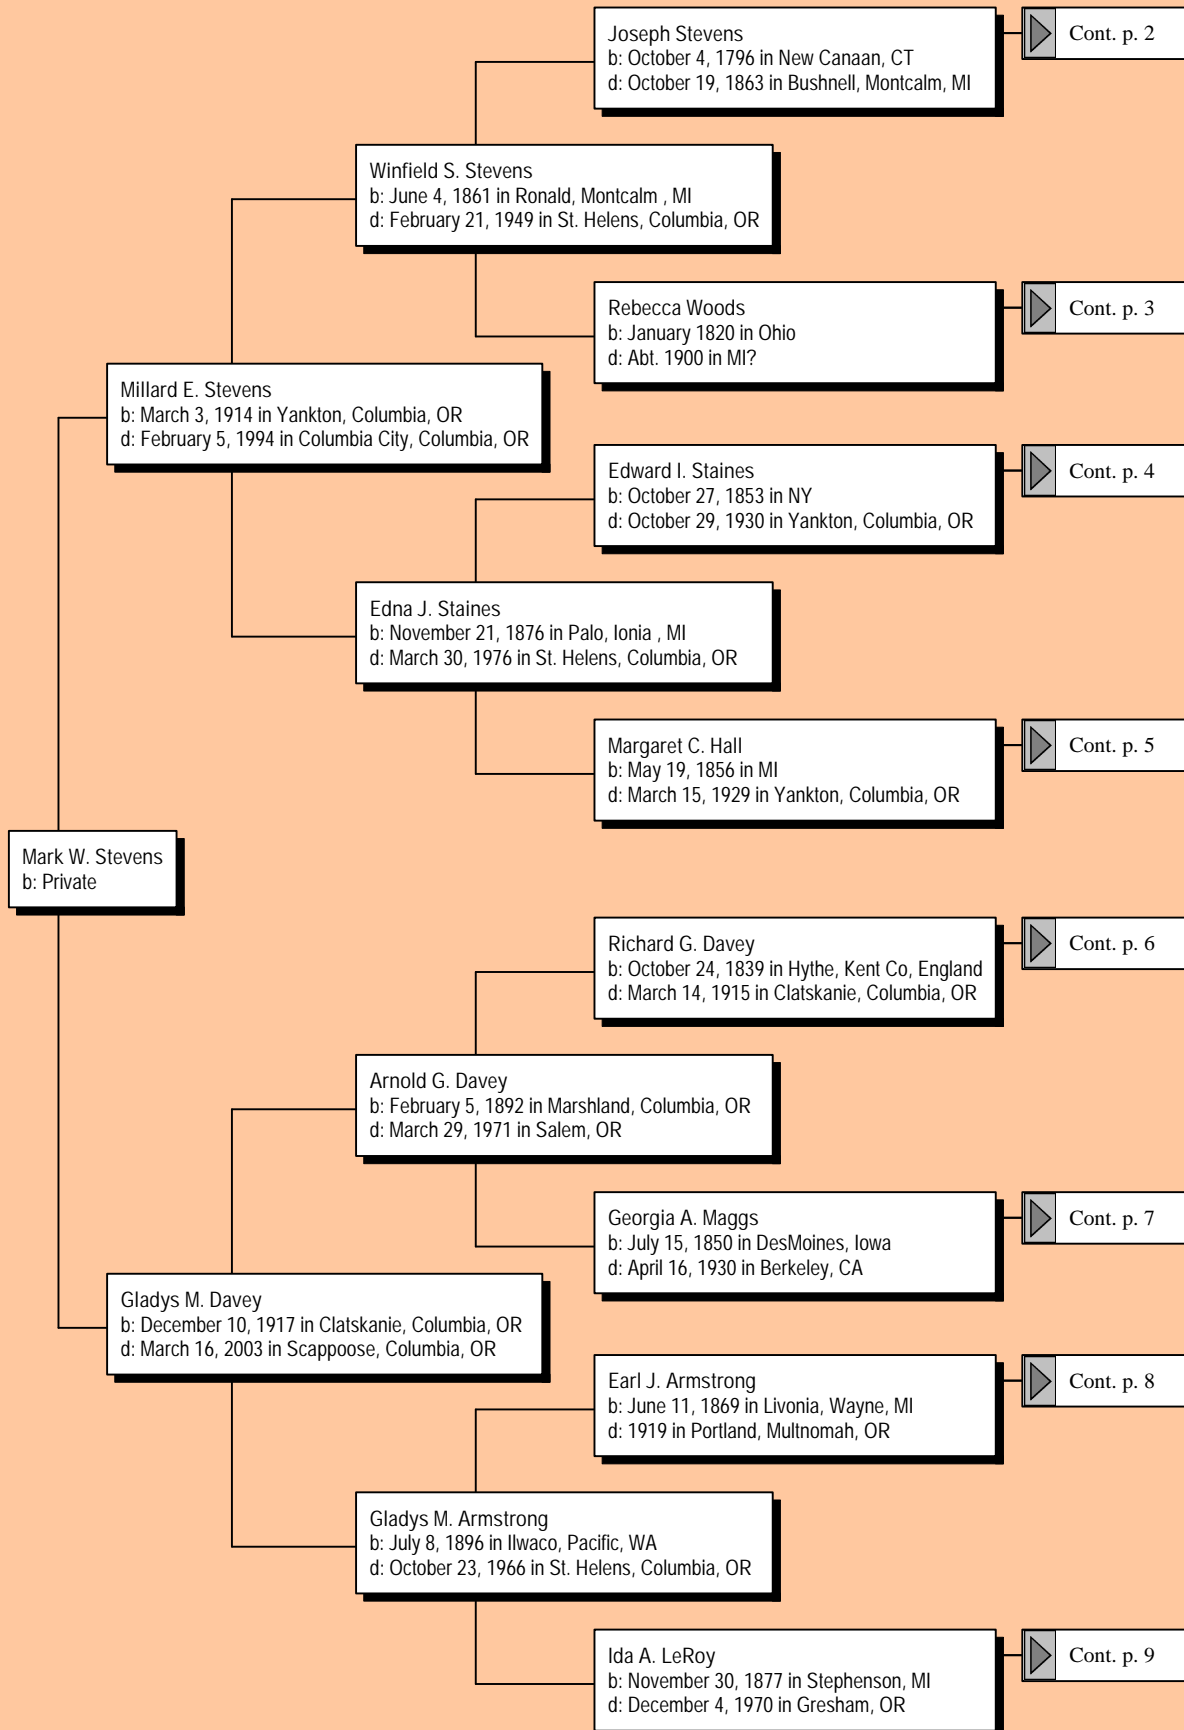 Joseph Stevens
b: October 4, 1796 in New Canaan, CT
d: October 19, 1863 in Bushnell, Montcalm, MI
Cont. p. 2
Winfield S. Stevens
b: June 4, 1861 in Ronald, Montcalm , MI
d: February 21, 1949 in St. Helens, Columbia, OR
Rebecca Woods
b: January 1820 in Ohio
d: Abt. 1900 in MI?
Cont. p. 3
Millard E. Stevens
b: March 3, 1914 in Yankton, Columbia, OR
d: February 5, 1994 in Columbia City, Columbia, OR
Edward I. Staines
b: October 27, 1853 in NY
d: October 29, 1930 in Yankton, Columbia, OR
Cont. p. 4
Edna J. Staines
b: November 21, 1876 in Palo, Ionia , MI
d: March 30, 1976 in St. Helens, Columbia, OR
Margaret C. Hall
b: May 19, 1856 in MI
d: March 15, 1929 in Yankton, Columbia, OR
Cont. p. 5
Mark W. Stevens
b: Private
Richard G. Davey
b: October 24, 1839 in Hythe, Kent Co, England
d: March 14, 1915 in Clatskanie, Columbia, OR
Cont. p. 6
Arnold G. Davey
b: February 5, 1892 in Marshland, Columbia, OR
d: March 29, 1971 in Salem, OR
Georgia A. Maggs
b: July 15, 1850 in DesMoines, Iowa
d: April 16, 1930 in Berkeley, CA
Cont. p. 7
Gladys M. Davey
b: December 10, 1917 in Clatskanie, Columbia, OR
d: March 16, 2003 in Scappoose, Columbia, OR
Earl J. Armstrong
b: June 11, 1869 in Livonia, Wayne, MI
d: 1919 in Portland, Multnomah, OR
Cont. p. 8
Gladys M. Armstrong
b: July 8, 1896 in Ilwaco, Pacific, WA
d: October 23, 1966 in St. Helens, Columbia, OR
Ida A. LeRoy
b: November 30, 1877 in Stephenson, MI
d: December 4, 1970 in Gresham, OR
Cont. p. 9